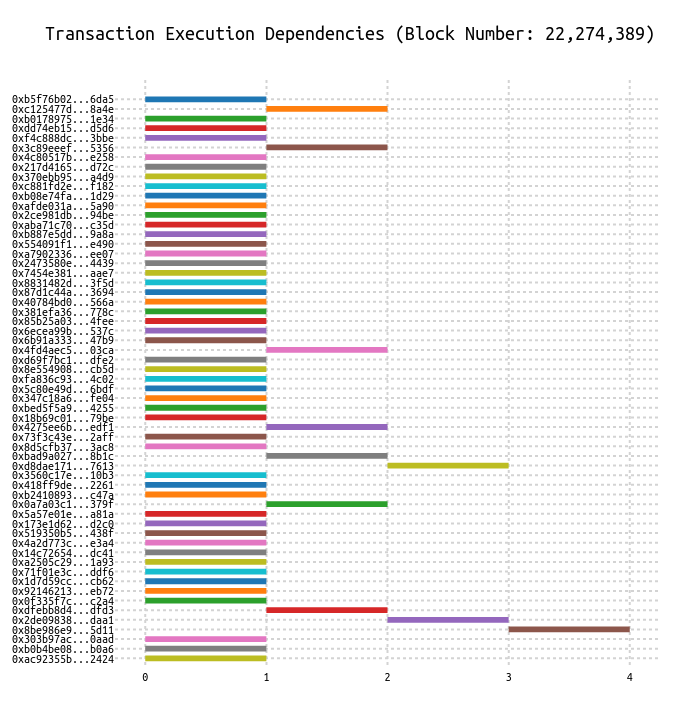 Transaction Execution Dependencies (Block Number: 22,274,389)
0xb5f76b02...6da5
0xc125477d...8a4e
0xb0178975...1e34
0xdd74eb15...d5d6
0xf4c888dc...3bbe
0x3c89eeef...5356
0x4c80517b...e258
0x217d4165...d72c
0x370ebb95...a4d9
0xc881fd2e...f182
0xb08e74fa...1d29
0xafde031a...5a90
0x2ce981db...94be
0xaba71c70...c35d
0xb887e5dd...9a8a
0x554091f1...e490
0xa7902336...ee07
0x2473580e...4439
0x7454e381...aae7
0x8831482d...3f5d
0x87d1c44a...3694
0x40784bd0...566a
0x381efa36...778c
0x85b25a03...4fee
0x6ecea99b...537c
0x6b91a333...47b9
0x4fd4aec5...03ca
0xd69f7bc1...dfe2
0x8e554908...cb5d
0xfa836c93...4c02
0x5c80e49d...6bdf
0x347c18a6...fe04
0xbed5f5a9...4255
0x18b69c01...79be
0x4275ee6b...edf1
0x73f3c43e...2aff
0x8d5cfb37...3ac8
0xbad9a027...8b1c
0xd8dae171...7613
0x3560c17e...10b3
0x418ff9de...2261
0xb2410893...c47a
0x0a7a03c1...379f
0x5a57e01e...a81a
0x173e1d62...d2c0
0x519350b5...438f
0x4a2d773c...e3a4
0x14c72654...dc41
0xa2505c29...1a93
0x71f01e3c...ddf6
0x1d7d59cc...cb62
0x92146213...eb72
0x0f335f7c...c2a4
0xdfebb8d4...dfd3
0x2de09838...daa1
0x8be986e9...5d11
0x303b97ac...0aad
0xb0b4be08...b0a6
0xac92355b...2424
0 1 2 3 4